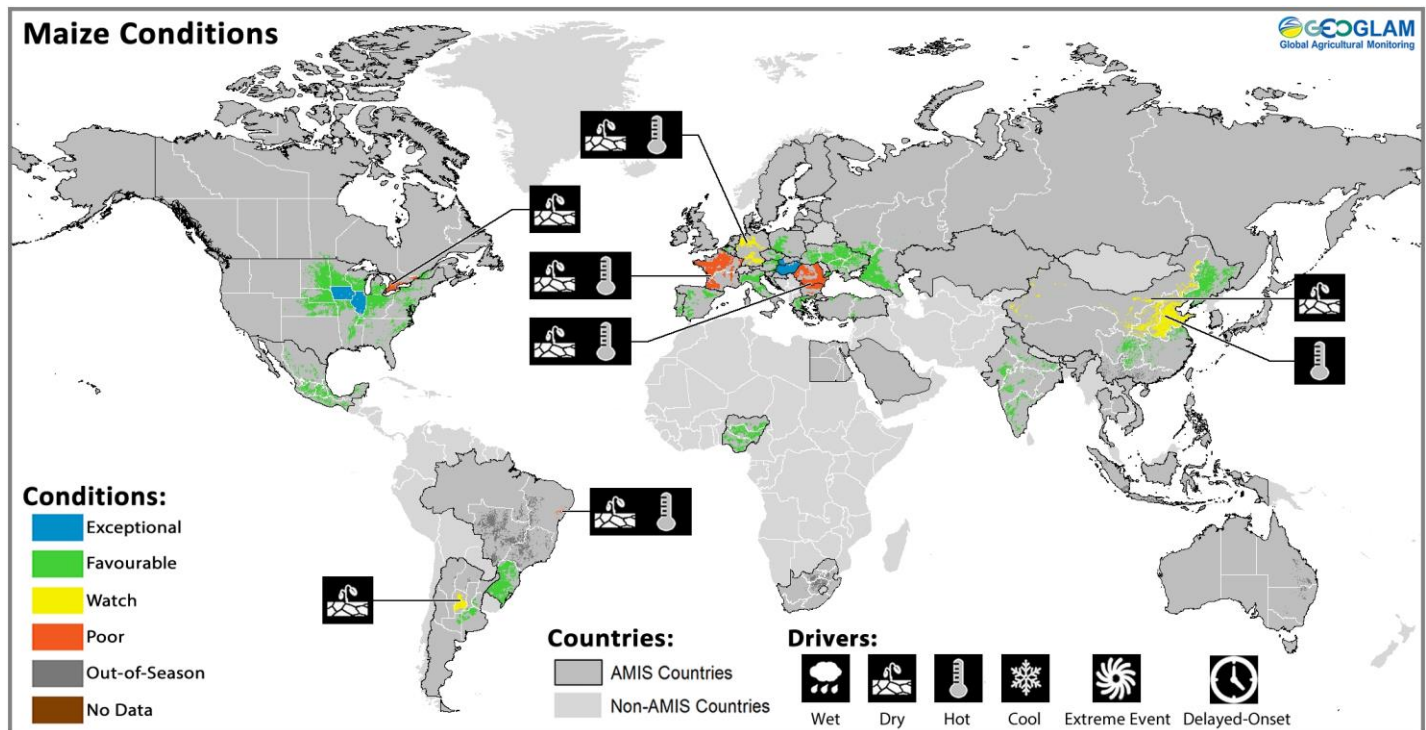 Maize Conditions
GEOGLAM
Global Agricultural Monitoring
Conditions:
Exceptional
Favourable
Watch
Poor
Out-of-Season
No Data
Countries:
AMIS Countries
Non-AMIS Countries
Drivers:
Wet
Dry
Hot
Cool
Extreme Event
Delayed-Onset